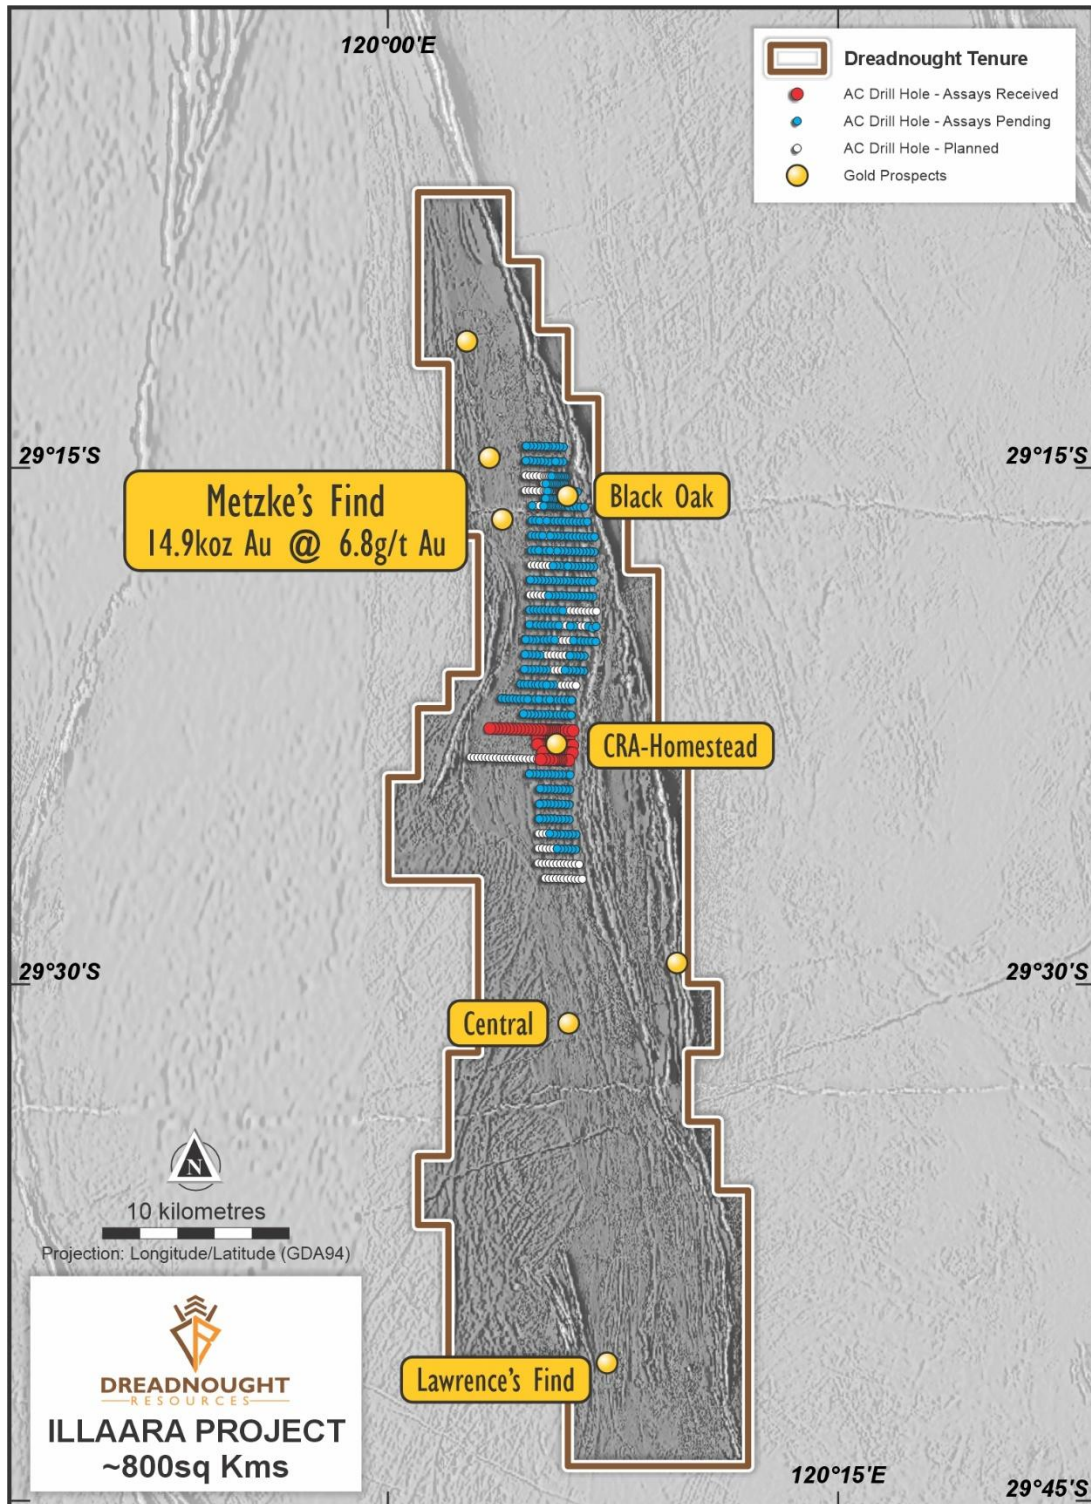 120°00'E
Dreadnought Tenure
AC Drill Hole - Assays Received
AC Drill Hole - Assays Pending
AC Drill Hole - Planned
Gold Prospects
29°15'S
29°15'S
Metzke's Find
14.9koz Au @ 6.8g/t Au
Black Oak
CRA-Homestead
29°30'S
29°30'S
Central
N
10 kilometres
Projection: Longitude/Latitude (GDA94)
Lawrence's Find
DREADNOUGHT
RESOURCES
ILLAARA PROJECT
~800sq Kms
120°15'E
29°45'S